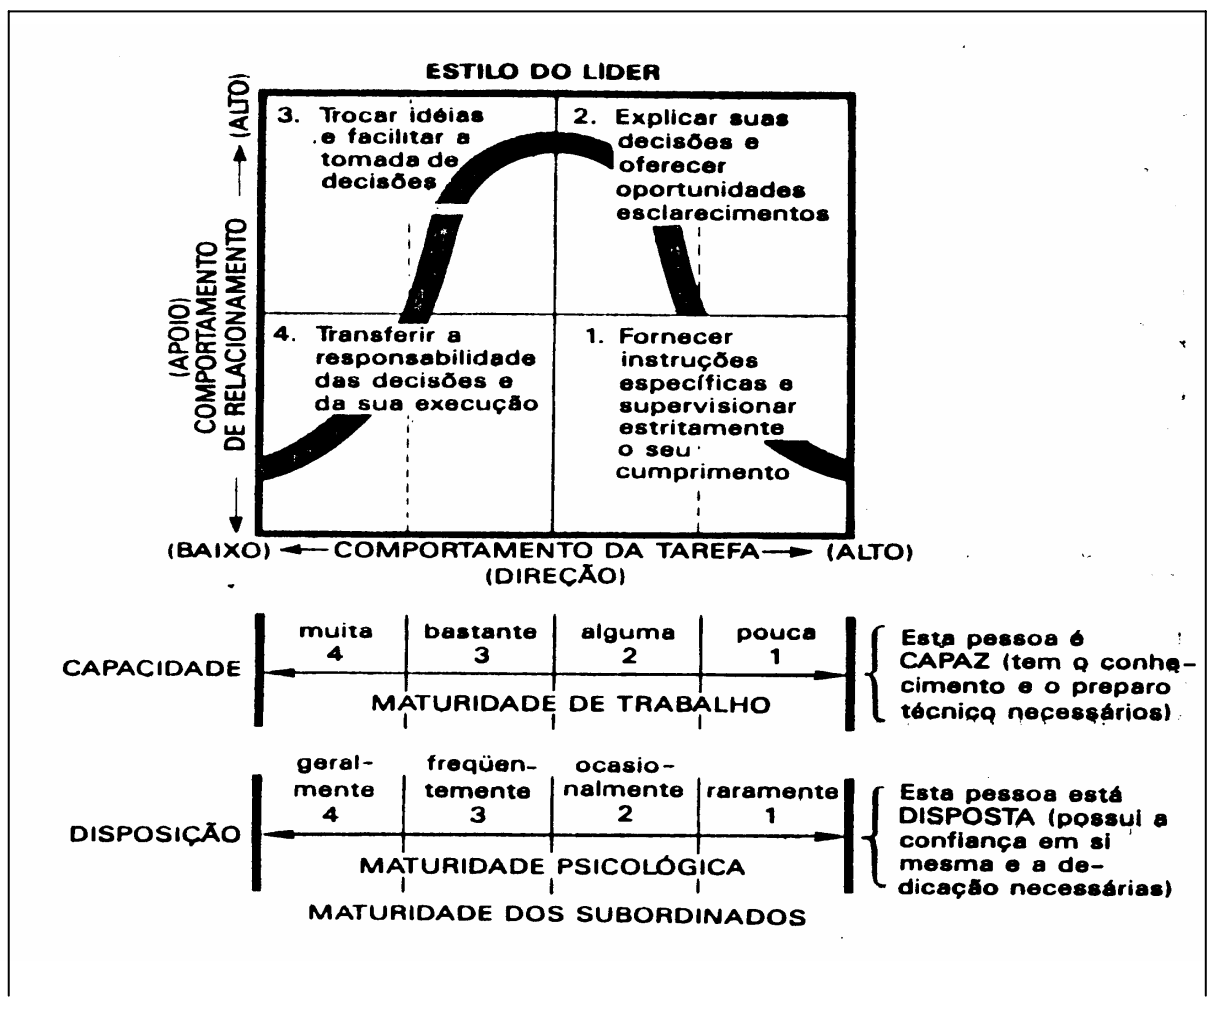 ESTILO DO LÍDER
3. Trocar idéias
e facilitar a
tomada de
decisões
2. Explicar suas
decisões e
oferecer
oportunidades
esclarecimentos
4. Transferir a
responsabilidade
das decisões e
da sua execução
1. Fornecer
instruções
específicas e
supervisionar
estritamente
o seu
cumprimento
(ALTO)
(APOIO)
COMPORTAMENTO
DE RELACIONAMENTO
(BAIXO) COMPORTAMENTO DA TAREFA (ALTO)
(DIREÇÃO)
CAPACIDADE
muita bastante alguma pouca
4 3 2 1
MATURIDADE DE TRABALHO
Esta pessoa é
CAPAZ (tem o conhe-
cimento e o preparo
técnico necessários)
DISPOSIÇÃO
geral- freqüen- ocasio-
mente temente nalmente raramente
4 3 2 1
MATURIDADE PSICOLÓGICA
Esta pessoa está
DISPOSTA (possui a
confiança em si
mesma e a de-
dicação necessárias)
MATURIDADE DOS SUBORDINADOS